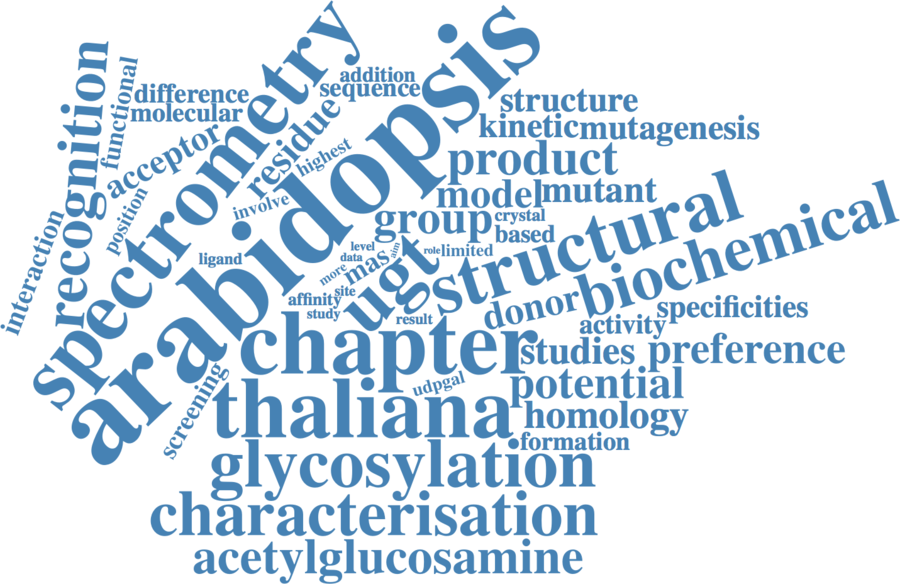 arabidopsis
spectrometry
recognition
functional
interaction
difference
molecular
acceptor
position
addition
sequence
residue
highest
involve
structure
kinetic
mutagenesis
product
model
mutant
group
crystal
based
level
data
aim
role
limited
ligand
more
mas
ugt
site
affinity
study
result
structural
biochemical
donor
specificities
activity
chapter
studies
preference
udpgal
potential
screening
thaliana
homology
formation
glycosylation
characterisation
acetylglucosamine